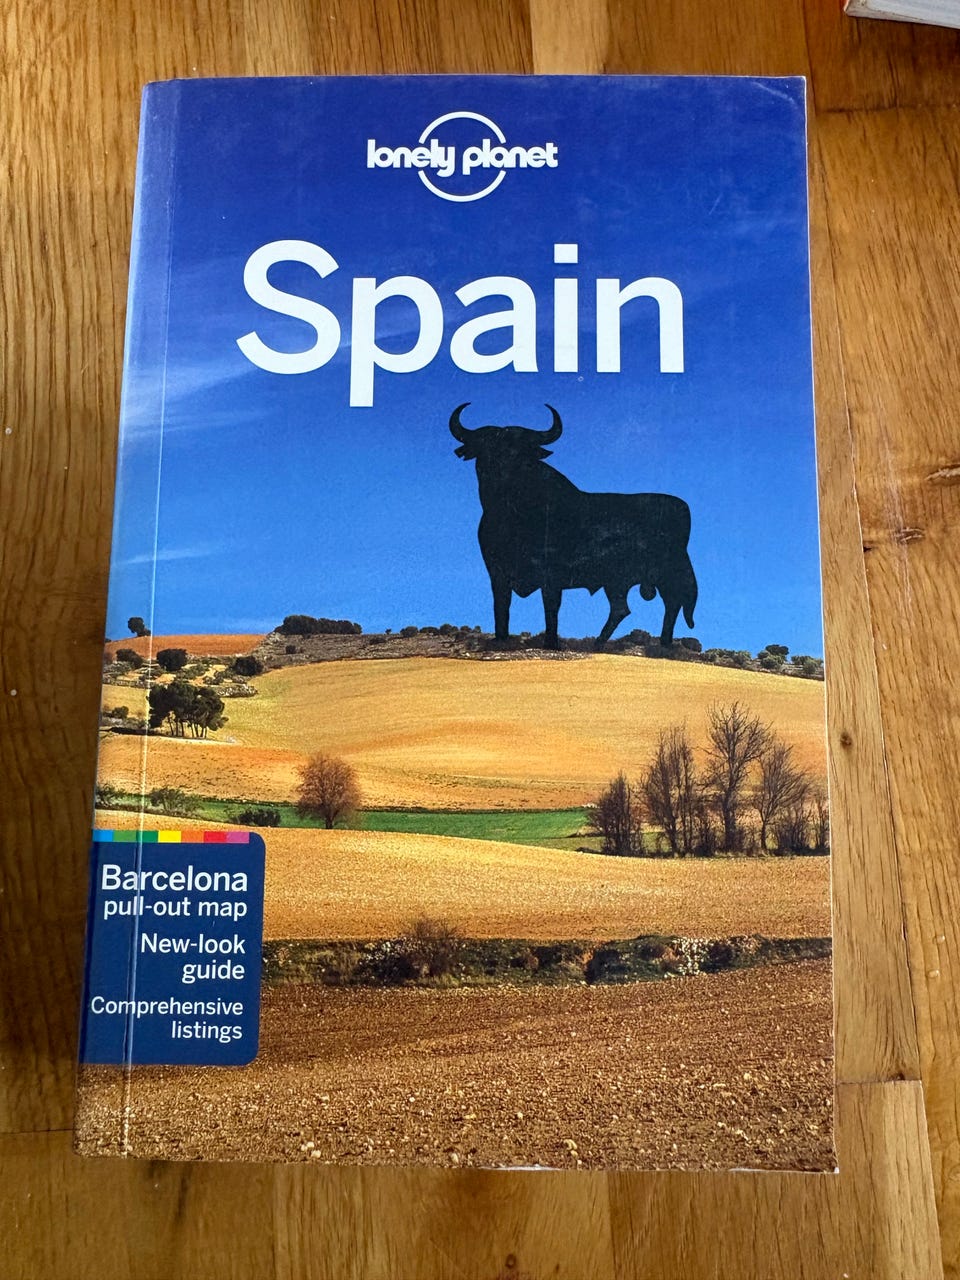 lonely planet
Spain
Barcelona
pull-out map
New-look
guide
Comprehensive
listings